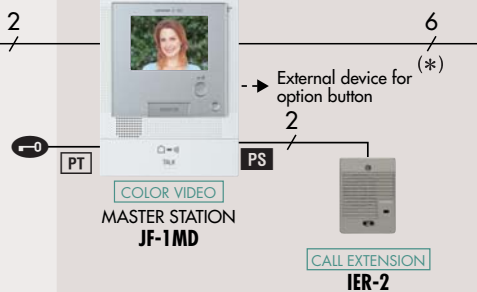 2
6
(*)
External device for
option button
2
PT
TALK
PS
COLOR VIDEO
MASTER STATION
JF-1MD
CALL EXTENSION
IER-2